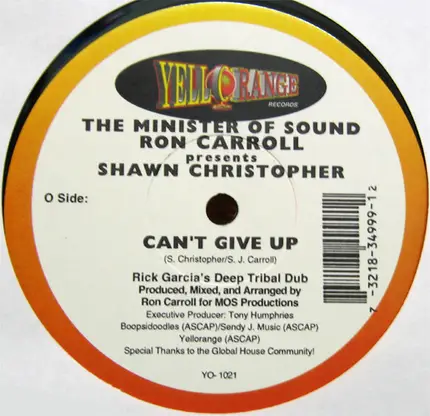 YELLORANGE
RECORDS
THE MINISTER OF SOUND
RON CARROLL
presents
SHAWN CHRISTOPHER
O Side:
CAN'T GIVE UP
(S. Christopher/S. J. Carroll)
Rick Garcia's Deep Tribal Dub
Produced, Mixed, and Arranged by
Ron Carroll for MOS Productions
Executive Producer: Tony Humphries
Boopsidoodles (ASCAP)/Sendy J. Music (ASCAP)
Yellorange (ASCAP)
Special Thanks to the Global House Community!
YO- 1021
7 3218-34999-1 2